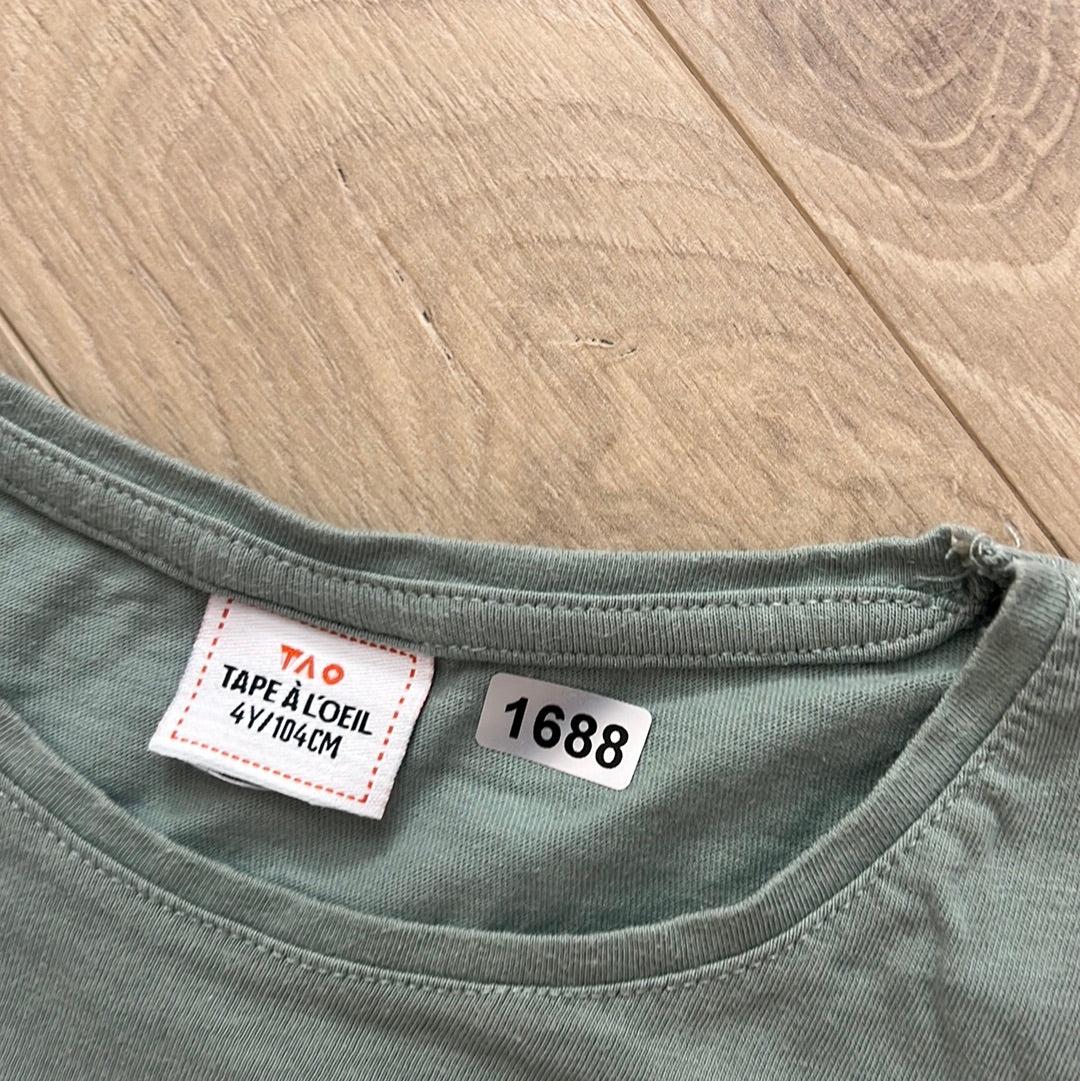 TAO
TAPE À L'OEIL
4Y/104CM
1688